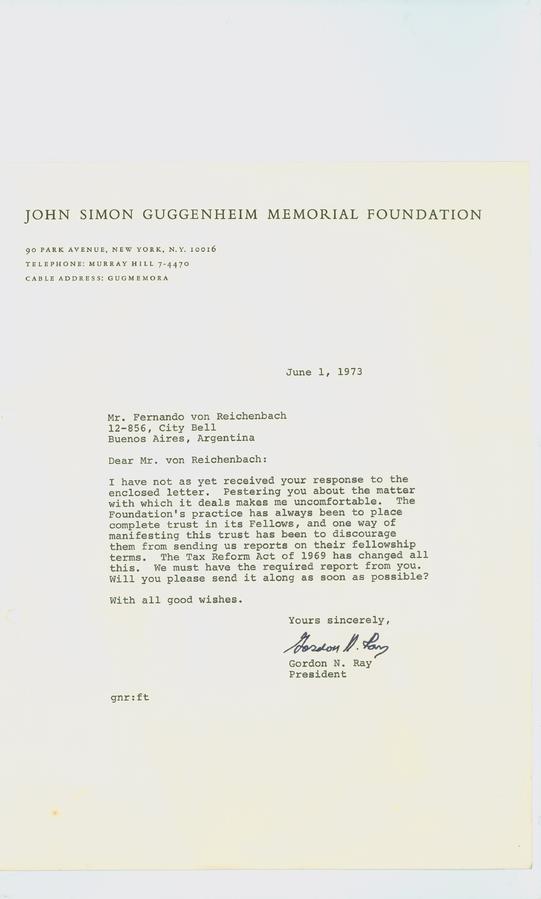 JOHN SIMON GUGGENHEIM MEMORIAL FOUNDATION
90 PARK AVENUE, NEW YORK, N.Y. 10016
TELEPHONE: MURRAY HILL 7-4470
CABLE ADDRESS: GUGMEMORA
June 1, 1973
Mr. Fernando von Reichenbach
12-856, City Bell
Buenos Aires, Argentina
Dear Mr. von Reichenbach:
I have not as yet received your response to the
enclosed letter.  Pestering you about the matter
with which it deals makes me uncomfortable.  The
Foundation's practice has always been to place
complete trust in its Fellows, and one way of
manifesting this trust has been to discourage
them from sending us reports on their fellowship
terms.  The Tax Reform Act of 1969 has changed all
this.  We must have the required report from you.
Will you please send it along as soon as possible?
With all good wishes.
Yours sincerely,
Gordon N. Ray
Gordon N. Ray
President
gnr:ft